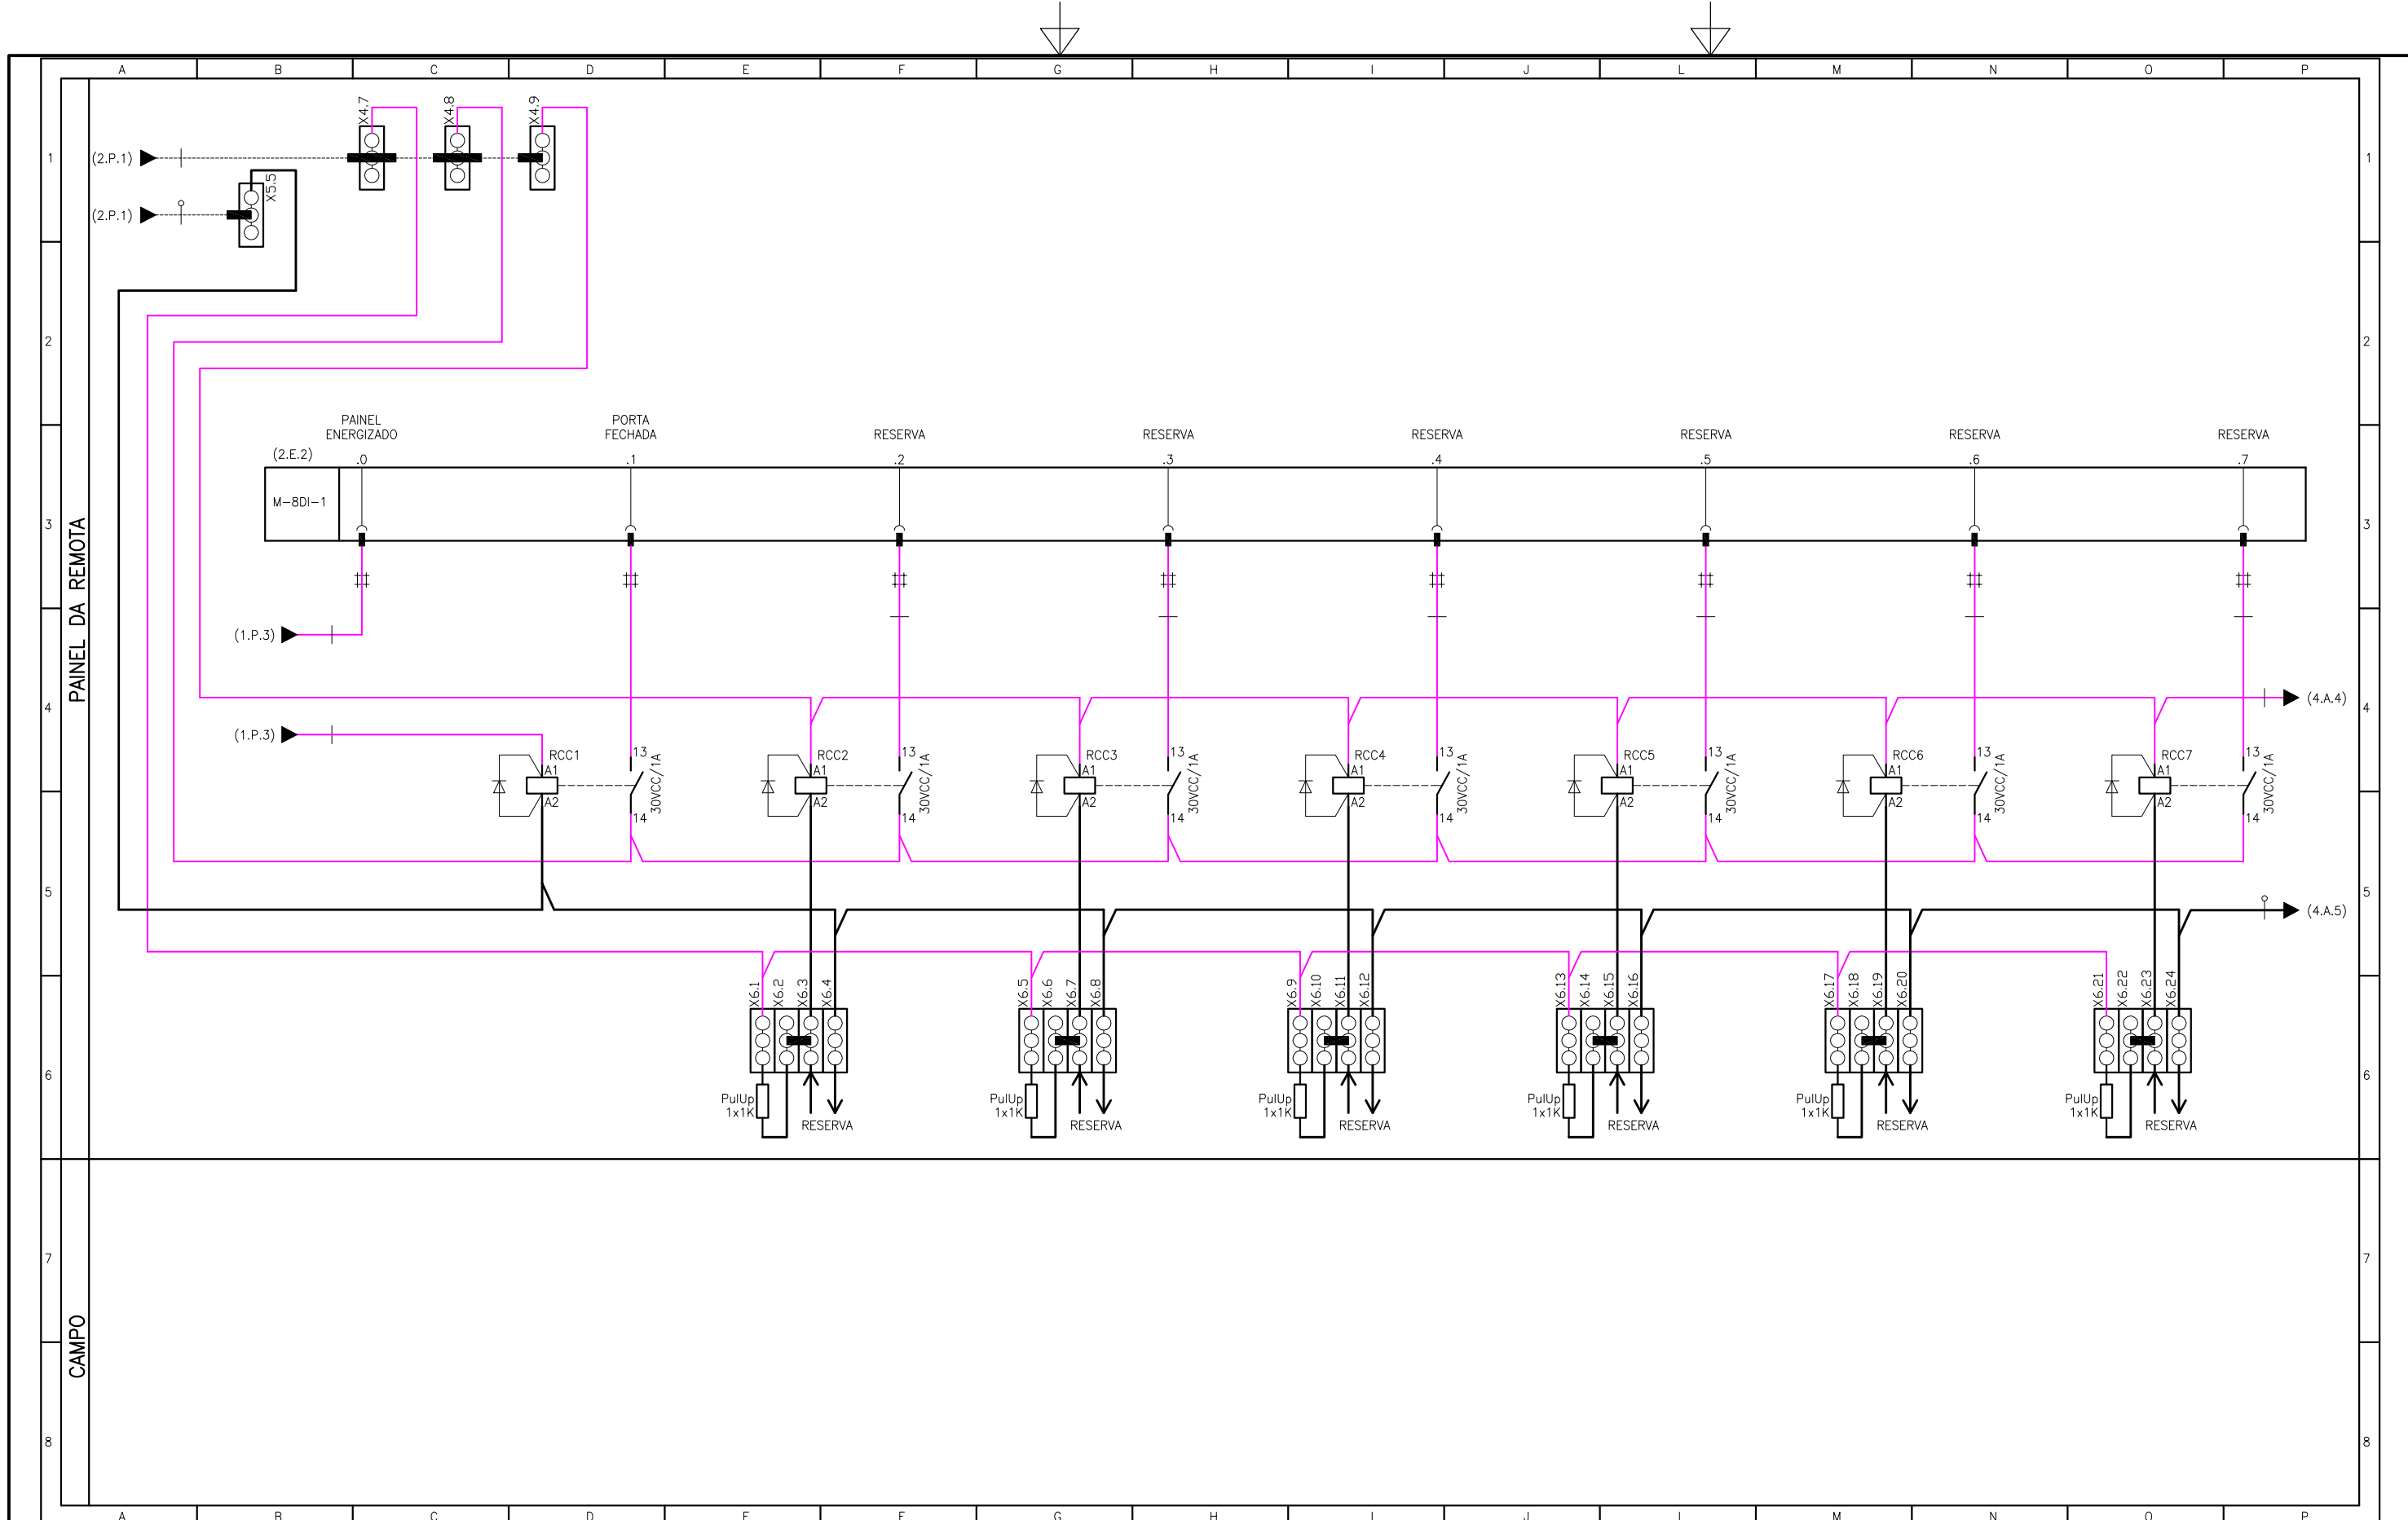 A B C D E F G H I J L M N O P
X4.7 X4.8 X4.9
1 (2.P.1) 1
X5.5
(2.P.1)
2 2
PAINEL PORTA
ENERGIZADO FECHADA RESERVA RESERVA RESERVA RESERVA RESERVA RESERVA
(2.E.2) .0 .1 .2 .3 .4 .5 .6 .7
M-8DI-1
3 3
PAINEL DA REMOTA
(1.P.3)
4 (4.A.4) 4
(1.P.3)
RCC1 13 RCC2 13 RCC3 13 RCC4 13 RCC5 13 RCC6 13 RCC7 13
A1 A1 A1 A1 A1 A1 A1
30VCC/1A 30VCC/1A 30VCC/1A 30VCC/1A 30VCC/1A 30VCC/1A 30VCC/1A
A2 A2 A2 A2 A2 A2 A2
14 14 14 14 14 14 14
5 5
(4.A.5)
X6.1 X6.2 X6.3 X6.4 X6.5 X6.6 X6.7 X6.8 X6.9 X6.10 X6.11 X6.12 X6.13 X6.14 X6.15 X6.16 X6.17 X6.18 X6.19 X6.20 X6.21 X6.22 X6.23 X6.24
6 6
PulUp PulUp PulUp PulUp PulUp PulUp
1x1K 1x1K 1x1K 1x1K 1x1K 1x1K
RESERVA RESERVA RESERVA RESERVA RESERVA RESERVA
7 7
CAMPO
8 8
A B C D E F G H I J L M N O P